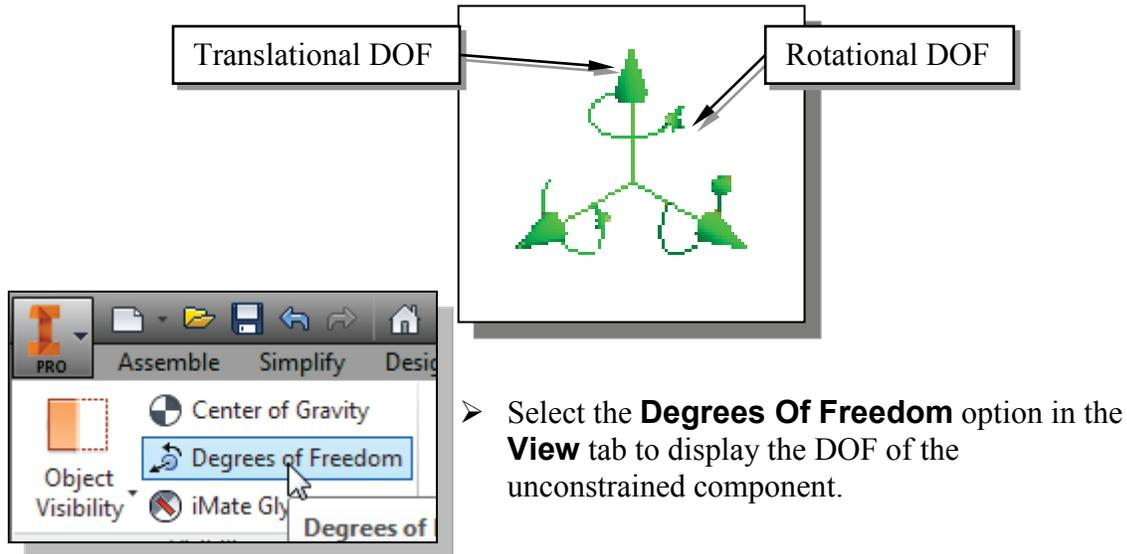 Translational DOF
Rotational DOF
PRO
Assemble Simplify Desig
Center of Gravity
Degrees of Freedom
Object
Visibility
iMate Gly
Degrees of
➢ Select the Degrees Of Freedom option in the
View tab to display the DOF of the
unconstrained component.